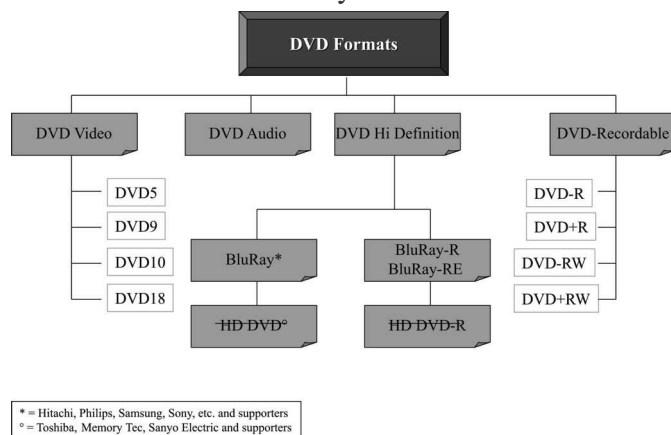 DVD Formats
DVD Video
DVD Audio
DVD Hi Definition
DVD-Recordable
DVD5
DVD9
DVD10
DVD18
BluRay*
HD DVD°
BluRay-R
BluRay-RE
HD DVD-R
DVD-R
DVD+R
DVD-RW
DVD+RW
* = Hitachi, Philips, Samsung, Sony, etc. and supporters
° = Toshiba, Memory Tec, Sanyo Electric and supporters